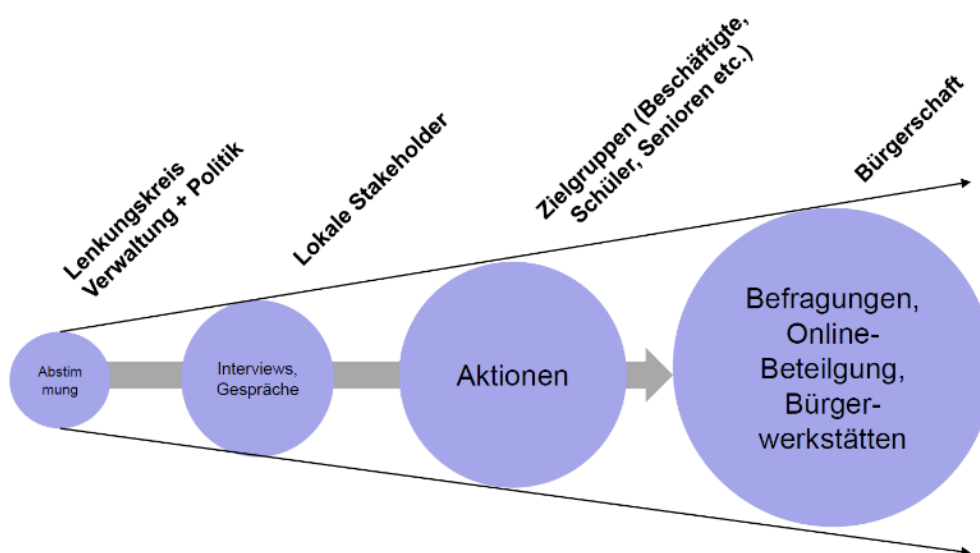 Lenkungskreis
Verwaltung + Politik
Lokale Stakeholder
Zielgruppen (Beschäftigte,
Schüler, Senioren etc.)
Bürgerschaft
Abstim
mung
Interviews,
Gespräche
Aktionen
Befragungen,
Online-
Beteilgung,
Bürger-
werkstätten